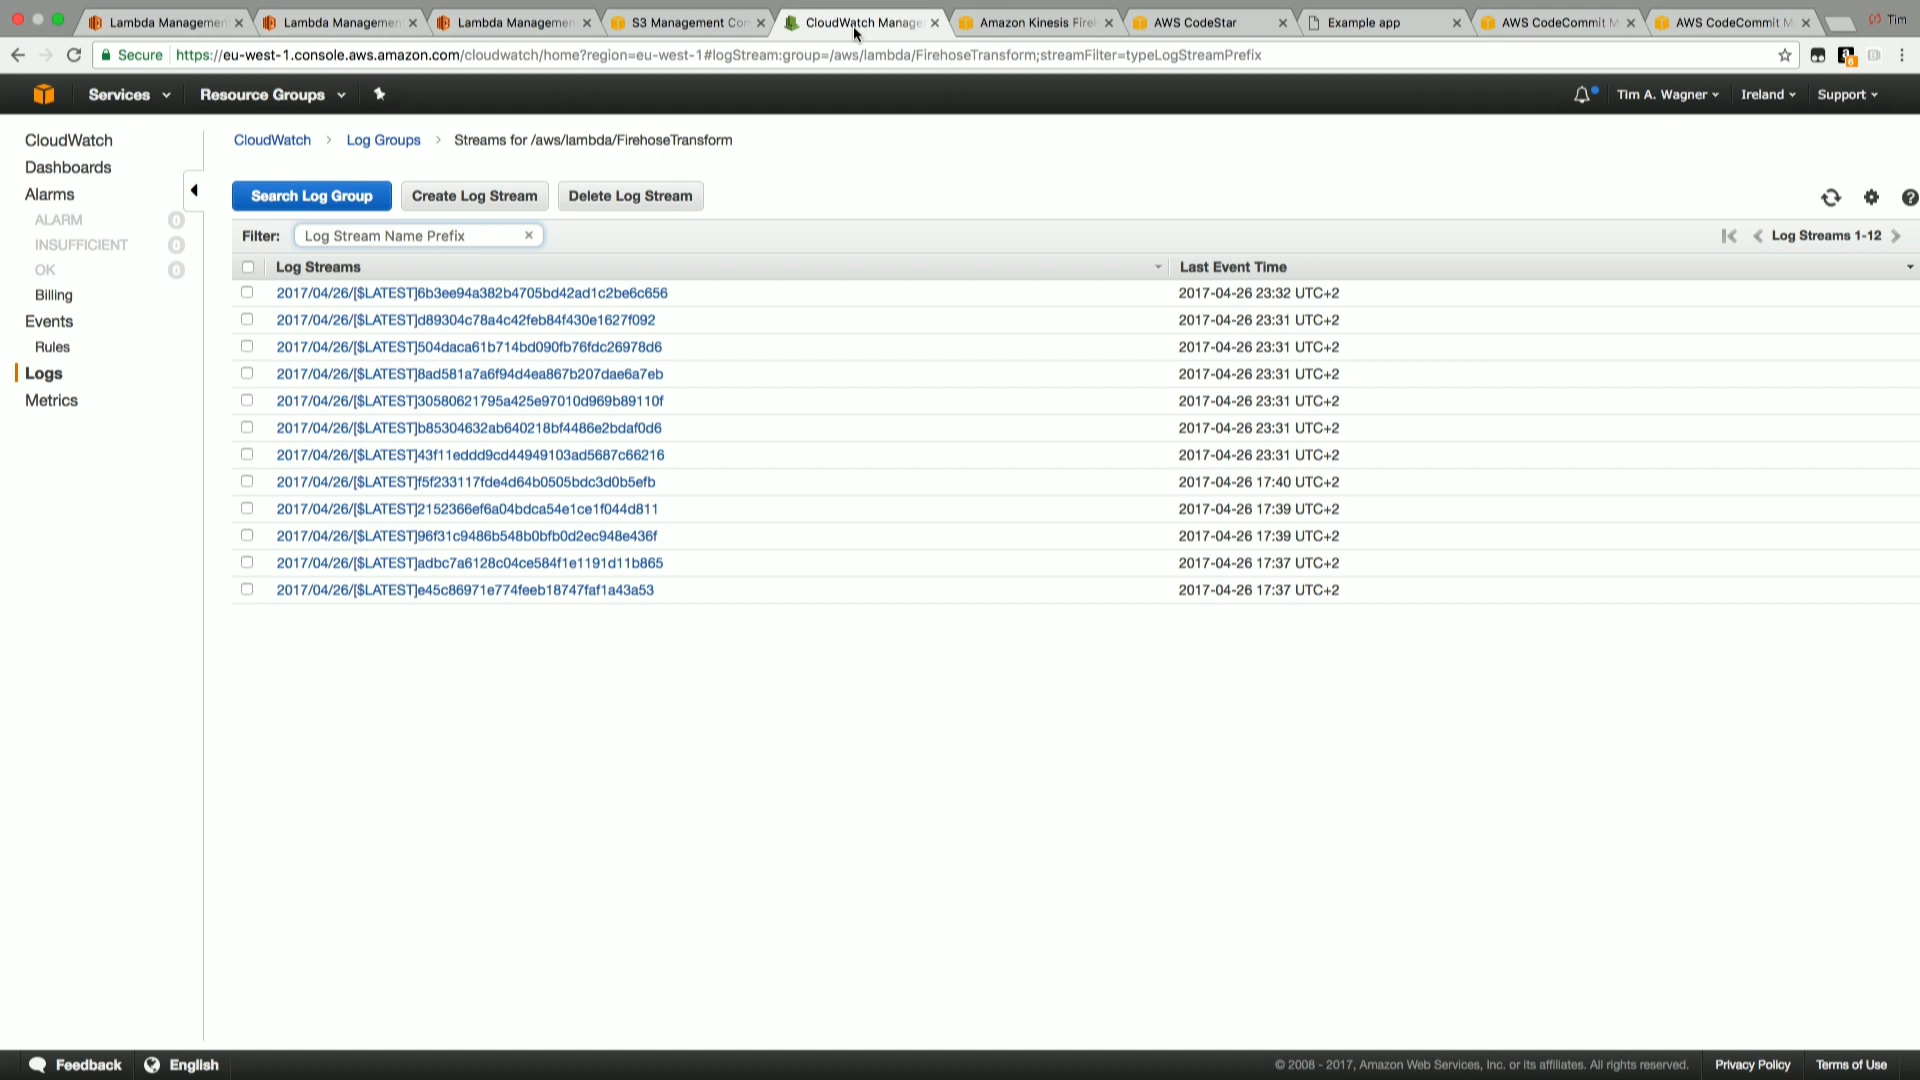 Lambda Managemen
Lambda Managemen
Lambda Managemen
S3 Management Con
CloudWatch Manage
Amazon Kinesis Fire
AWS CodeStar
Example app
AWS CodeCommit M
AWS CodeCommit M
Tim
Secure https://eu-west-1.console.aws.amazon.com/cloudwatch/home?region=eu-west-1#logStream:group=/aws/lambda/FirehoseTransform;streamFilter=typeLogStreamPrefix
Services
Resource Groups
Tim A. Wagner
Ireland
Support
CloudWatch
Dashboards
Alarms
ALARM 0
INSUFFICIENT 0
OK 0
Billing
Events
Rules
Logs
Metrics
CloudWatch > Log Groups > Streams for /aws/lambda/FirehoseTransform
Search Log Group
Create Log Stream
Delete Log Stream
Filter: Log Stream Name Prefix
Log Streams 1-12
Log Streams Last Event Time
2017/04/26/[$LATEST]6b3ee94a382b4705bd42ad1c2be6c656 2017-04-26 23:32 UTC+2
2017/04/26/[$LATEST]d89304c78a4c42feb84f430e1627f092 2017-04-26 23:31 UTC+2
2017/04/26/[$LATEST]504daca61b714bd090fb76fdc26978d6 2017-04-26 23:31 UTC+2
2017/04/26/[$LATEST]8ad581a7a6f94d4ea867b207dae6a7eb 2017-04-26 23:31 UTC+2
2017/04/26/[$LATEST]30580621795a425e97010d969b89110f 2017-04-26 23:31 UTC+2
2017/04/26/[$LATEST]b85304632ab640218bf4486e2bdaf0d6 2017-04-26 23:31 UTC+2
2017/04/26/[$LATEST]43f11eddd9cd44949103ad5687c66216 2017-04-26 23:31 UTC+2
2017/04/26/[$LATEST]f5f233117fde4d64b0505bdc3d0b5efb 2017-04-26 17:40 UTC+2
2017/04/26/[$LATEST]2152366ef6a04bdca54e1ce1f044d811 2017-04-26 17:39 UTC+2
2017/04/26/[$LATEST]96f31c9486b548b0bfb0d2ec948e436f 2017-04-26 17:39 UTC+2
2017/04/26/[$LATEST]adbc7a6128c04ce584f1e1191d11b865 2017-04-26 17:37 UTC+2
2017/04/26/[$LATEST]e45c86971e774feeb18747faf1a43a53 2017-04-26 17:37 UTC+2
Feedback
English
© 2008 - 2017, Amazon Web Services, Inc. or its affiliates. All rights reserved.
Privacy Policy
Terms of Use